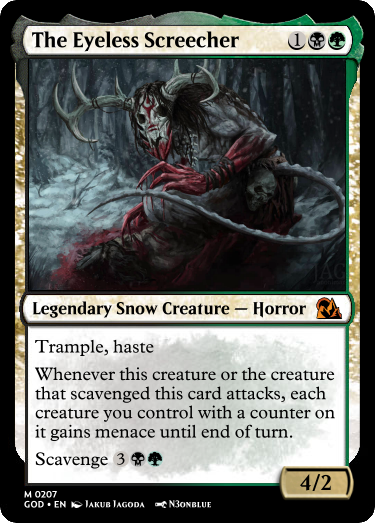 The Eyeless Screecher 1
Legendary Snow Creature — Horror
Trample, haste
Whenever this creature or the creature
that scavenged this card attacks, each
creature you control with a counter on
it gains menace until end of turn.
Scavenge 3
4/2
M 0207
GOD • EN Jakub Jagoda N3onblue